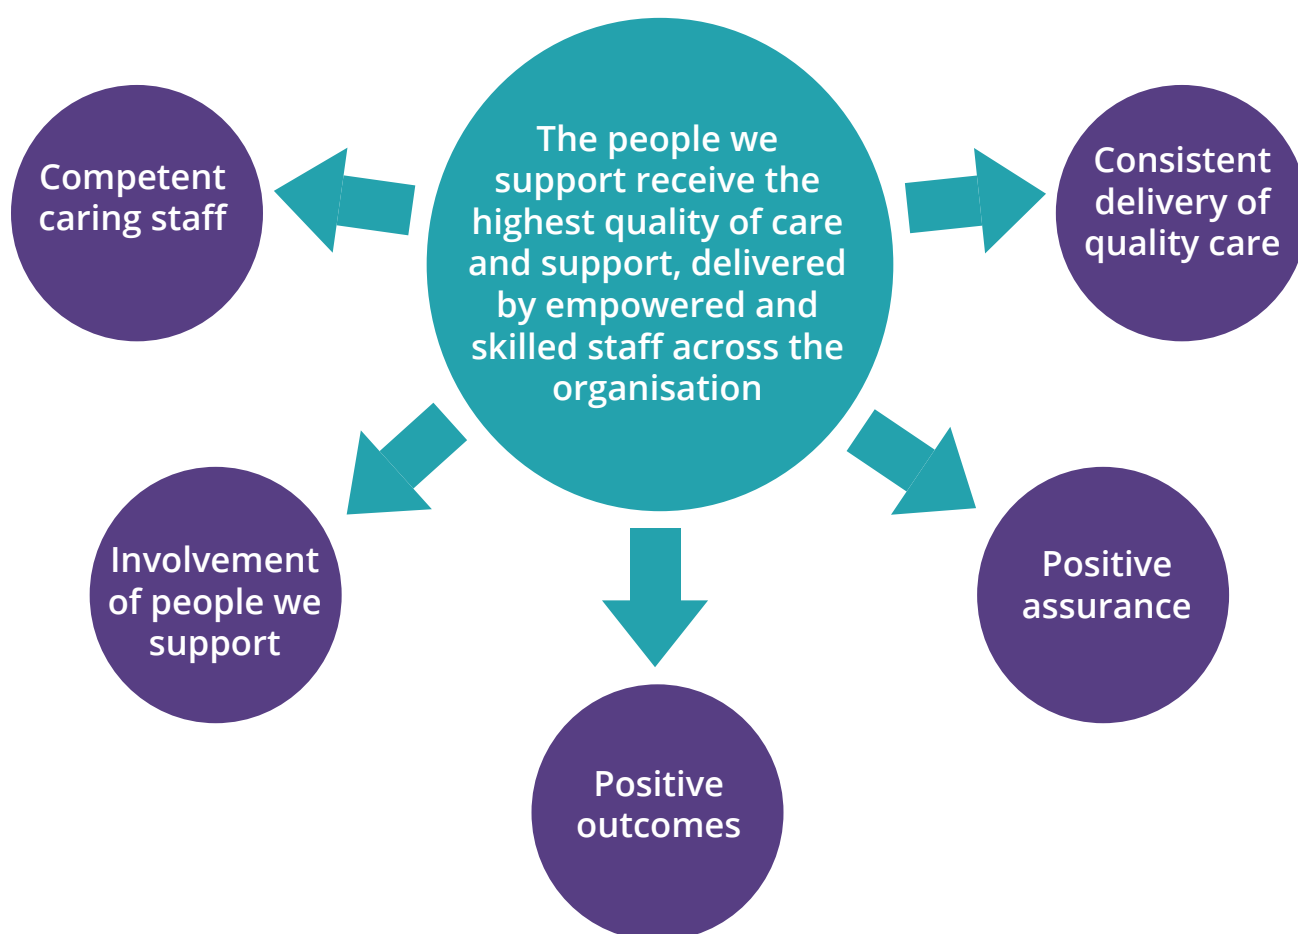 The people we
support receive the
highest quality of care
and support, delivered
by empowered and
skilled staff across the
organisation
Competent
caring staff
Consistent
delivery of
quality care
Involvement
of people we
support
Positive
assurance
Positive
outcomes